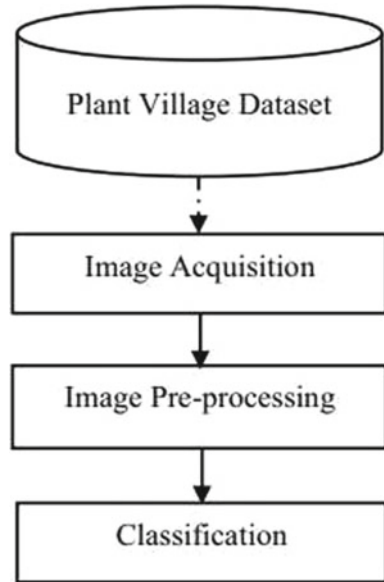 Plant Village Dataset
Image Acquisition
Image Pre-processing
Classification